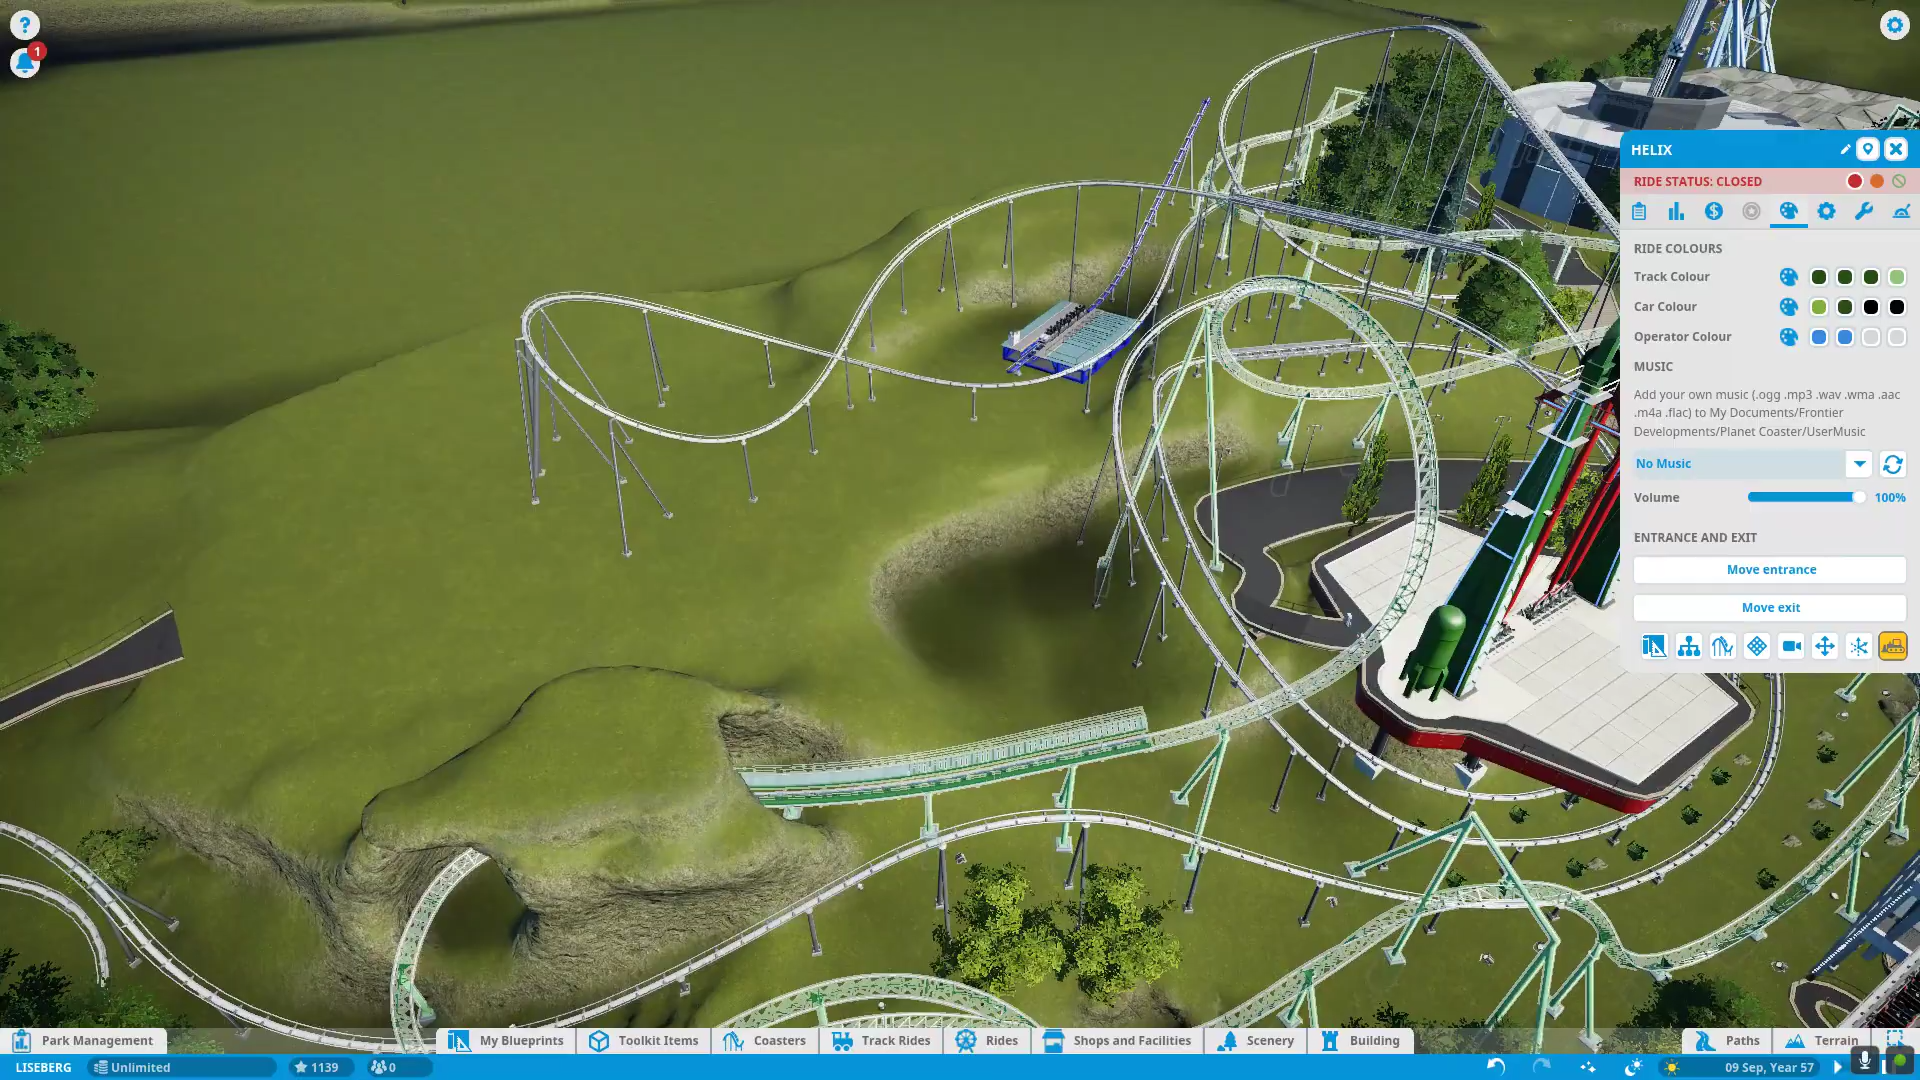 ?
1
HELIX
RIDE STATUS: CLOSED
RIDE COLOURS
Track Colour
Car Colour
Operator Colour
MUSIC
Add your own music (.ogg .mp3 .wav .wma .aac
.m4a .flac) to My Documents/Frontier
Developments/Planet Coaster/UserMusic
No Music
Volume 100%
ENTRANCE AND EXIT
Move entrance
Move exit
Park Management My Blueprints Toolkit Items Coasters Track Rides Rides Shops and Facilities Scenery Building Paths Terrain
LISEBERG Unlimited 1139 0 09 Sep, Year 57